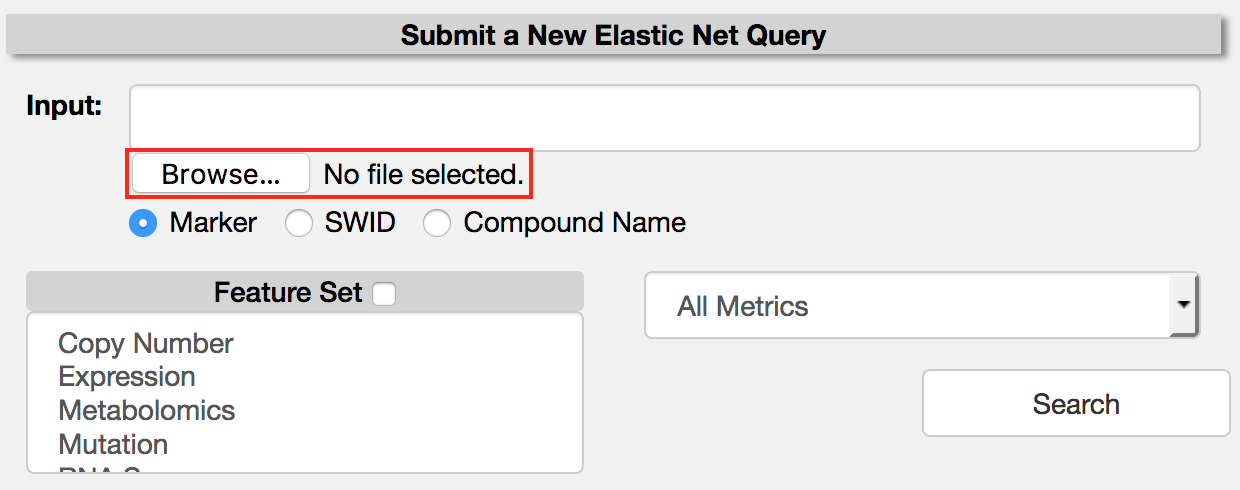 Submit a New Elastic Net Query
Input:
Browse... No file selected.
Marker SWID Compound Name
Feature Set
All Metrics
Copy Number
Expression
Metabolomics
Mutation
Search